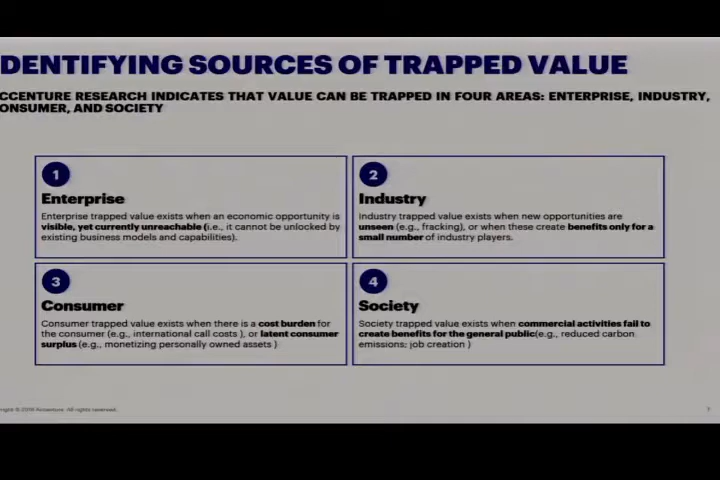 DENTIFYING SOURCES OF TRAPPED VALUE
CCENTURE RESEARCH INDICATES THAT VALUE CAN BE TRAPPED IN FOUR AREAS: ENTERPRISE, INDUSTRY,
ONSUMER, AND SOCIETY
1
Enterprise
Enterprise trapped value exists when an economic opportunity is
visible, yet currently unreachable (i.e., it cannot be unlocked by
existing business models and capabilities).
2
Industry
Industry trapped value exists when new opportunities are
unseen (e.g., fracking), or when these create benefits only for a
small number of industry players.
3
Consumer
Consumer trapped value exists when there is a cost burden for
the consumer (e.g., international call costs ), or latent consumer
surplus (e.g., monetizing personally owned assets )
4
Society
Society trapped value exists when commercial activities fail to
create benefits for the general public(e.g., reduced carbon
emissions; job creation )
right © 2018 Accenture. All rights reserved.